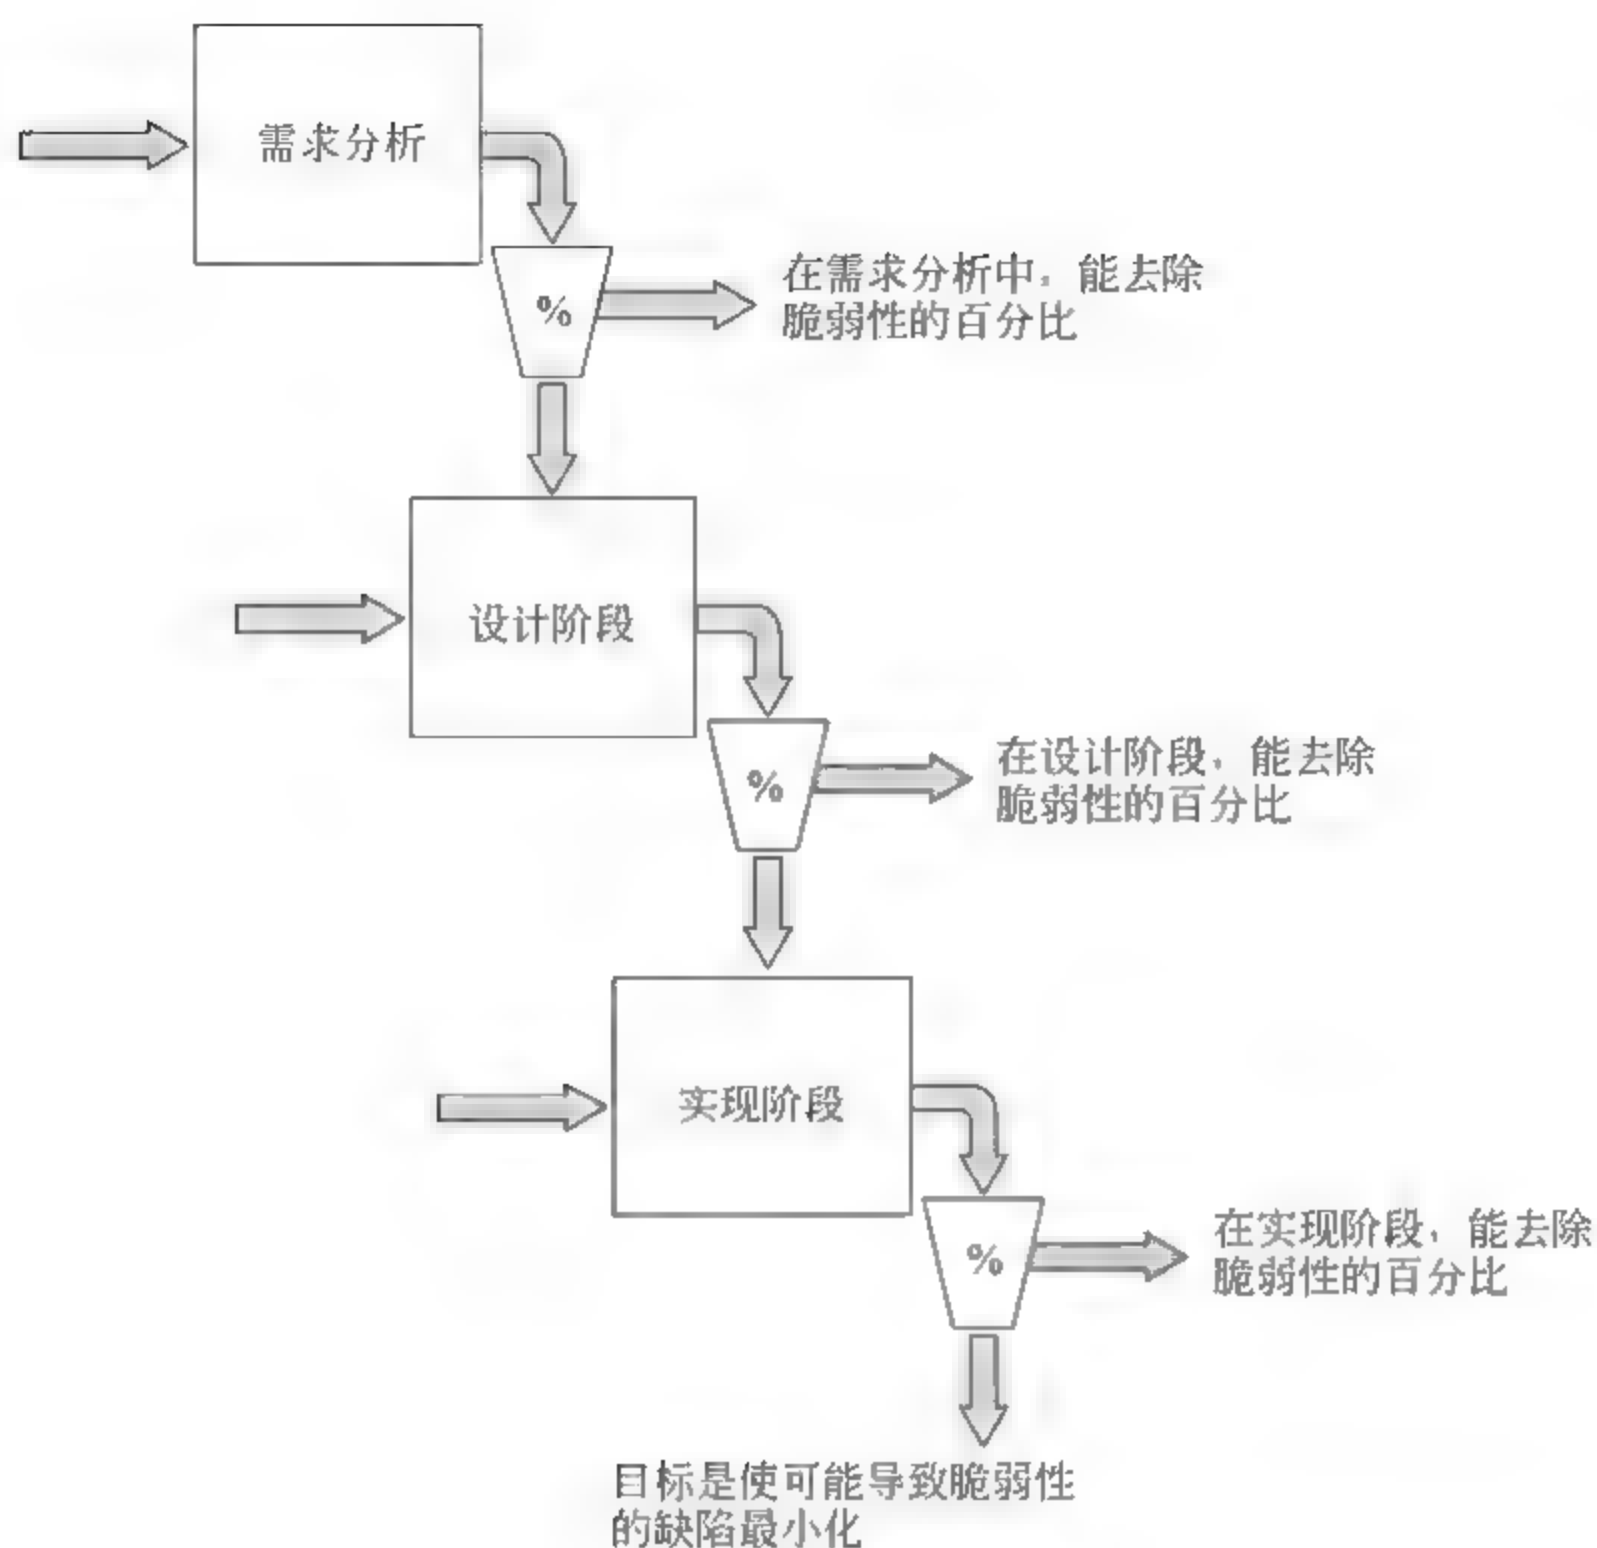 需求分析
%
在需求分析中，能去除
脆弱性的百分比
设计阶段
%
在设计阶段，能去除
脆弱性的百分比
实现阶段
%
在实现阶段，能去除
脆弱性的百分比
目标是使可能导致脆弱性
的缺陷最小化